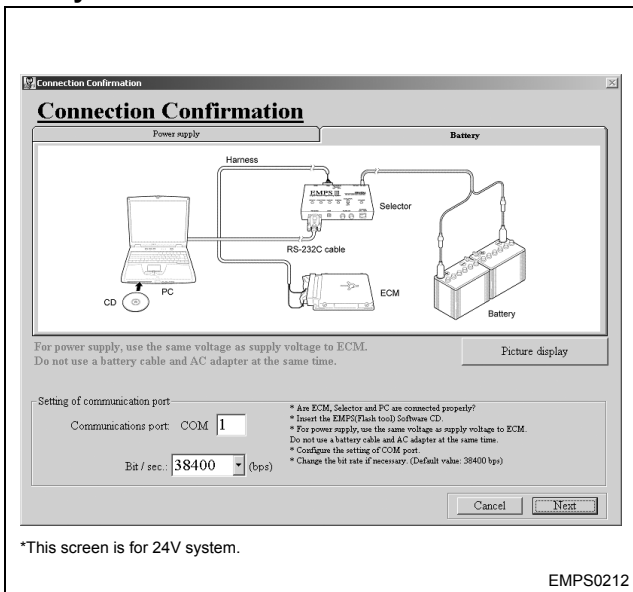 Connection Confirmation
Connection Confirmation
Power supply
Battery
Harness
EMPS III
Selector
RS-232C cable
CD
PC
ECM
Battery
For power supply, use the same voltage as supply voltage to ECM.
Do not use a battery cable and AC adapter at the same time.
Picture display
Setting of communication port
Communications port: COM 1
Bit / sec.: 38400 (bps)
* Are ECM, Selector and PC are connected properly?
* Insert the EMPS(Flash tool) Software CD.
* For power supply, use the same voltage as supply voltage to ECM.
Do not use a battery cable and AC adapter at the same time.
* Configure the setting of COM port.
* Change the bit rate if necessary. (Default value: 38400 bps)
Cancel
Next
*This screen is for 24V system.
EMPS0212